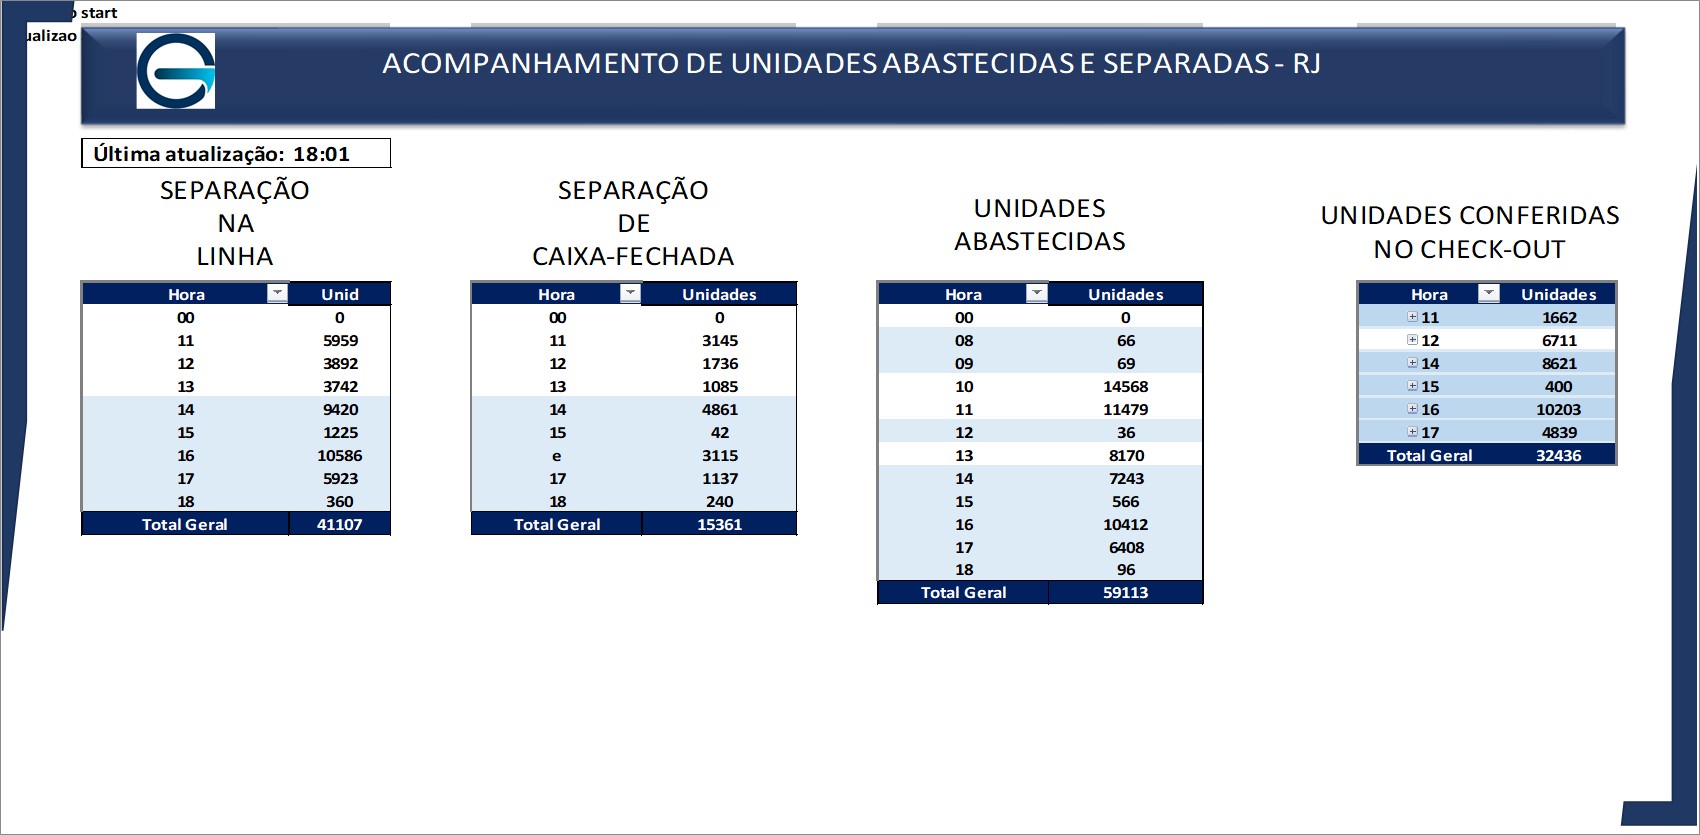 start
ualizao
ACOMPANHAMENTO DE UNIDADES ABASTECIDAS E SEPARADAS - RJ
Última atualização: 18:01
SEPARAÇÃO
NA
LINHA
Hora Unid
00 0
11 5959
12 3892
13 3742
14 9420
15 1225
16 10586
17 5923
18 360
Total Geral 41107
SEPARAÇÃO
DE
CAIXA-FECHADA
Hora Unidades
00 0
11 3145
12 1736
13 1085
14 4861
15 42
e 3115
17 1137
18 240
Total Geral 15361
UNIDADES
ABASTECIDAS
Hora Unidades
00 0
08 66
09 69
10 14568
11 11479
12 36
13 8170
14 7243
15 566
16 10412
17 6408
18 96
Total Geral 59113
UNIDADES CONFERIDAS
NO CHECK-OUT
Hora Unidades
11 1662
12 6711
14 8621
15 400
16 10203
17 4839
Total Geral 32436